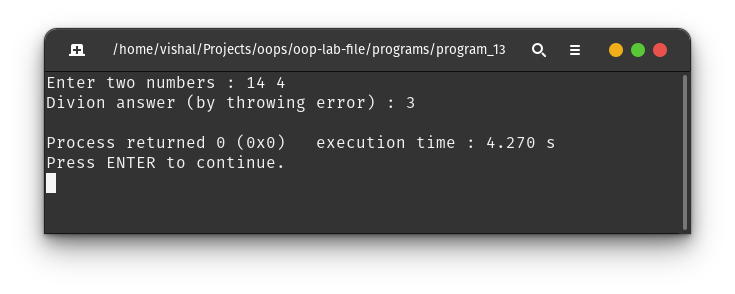 /home/vishal/Projects/oops/oop-lab-file/programs/program_13
Enter two numbers : 14 4
Divion answer (by throwing error) : 3
Process returned 0 (0x0)   execution time : 4.270 s
Press ENTER to continue.